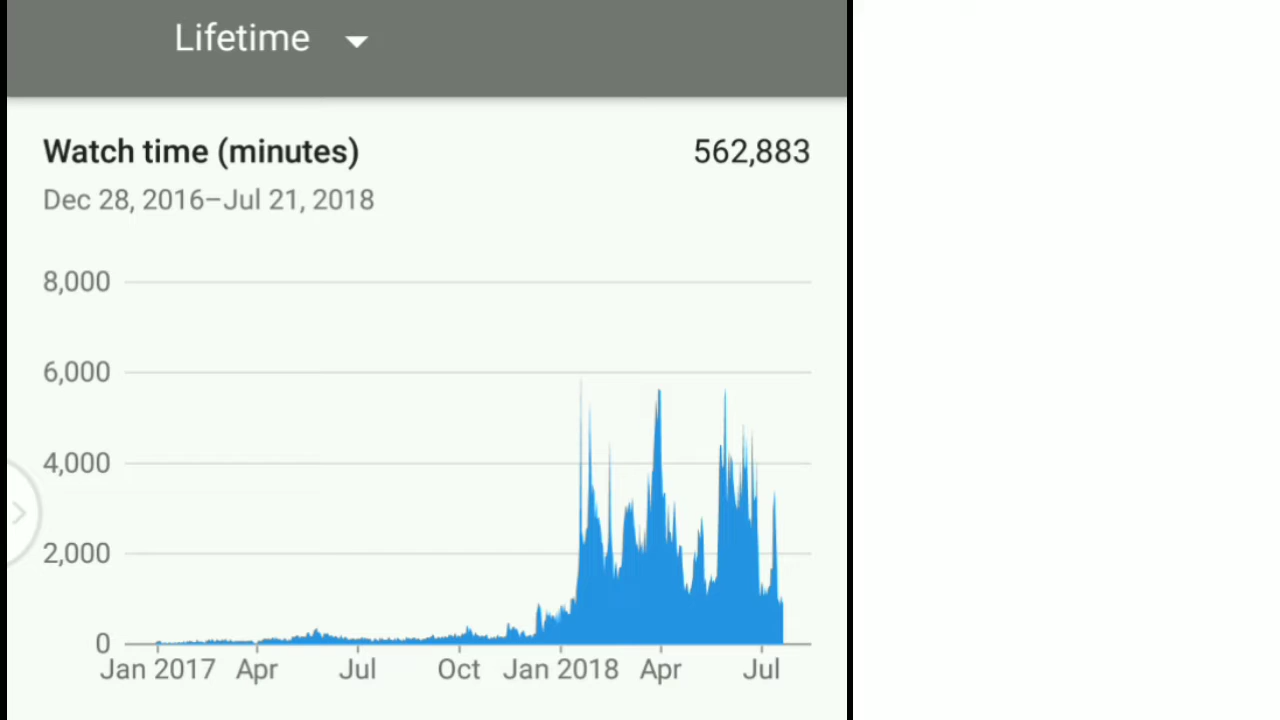 Lifetime
Watch time (minutes) 562,883
Dec 28, 2016–Jul 21, 2018
8,000
6,000
4,000
2,000
0
Jan 2017 Apr Jul Oct Jan 2018 Apr Jul